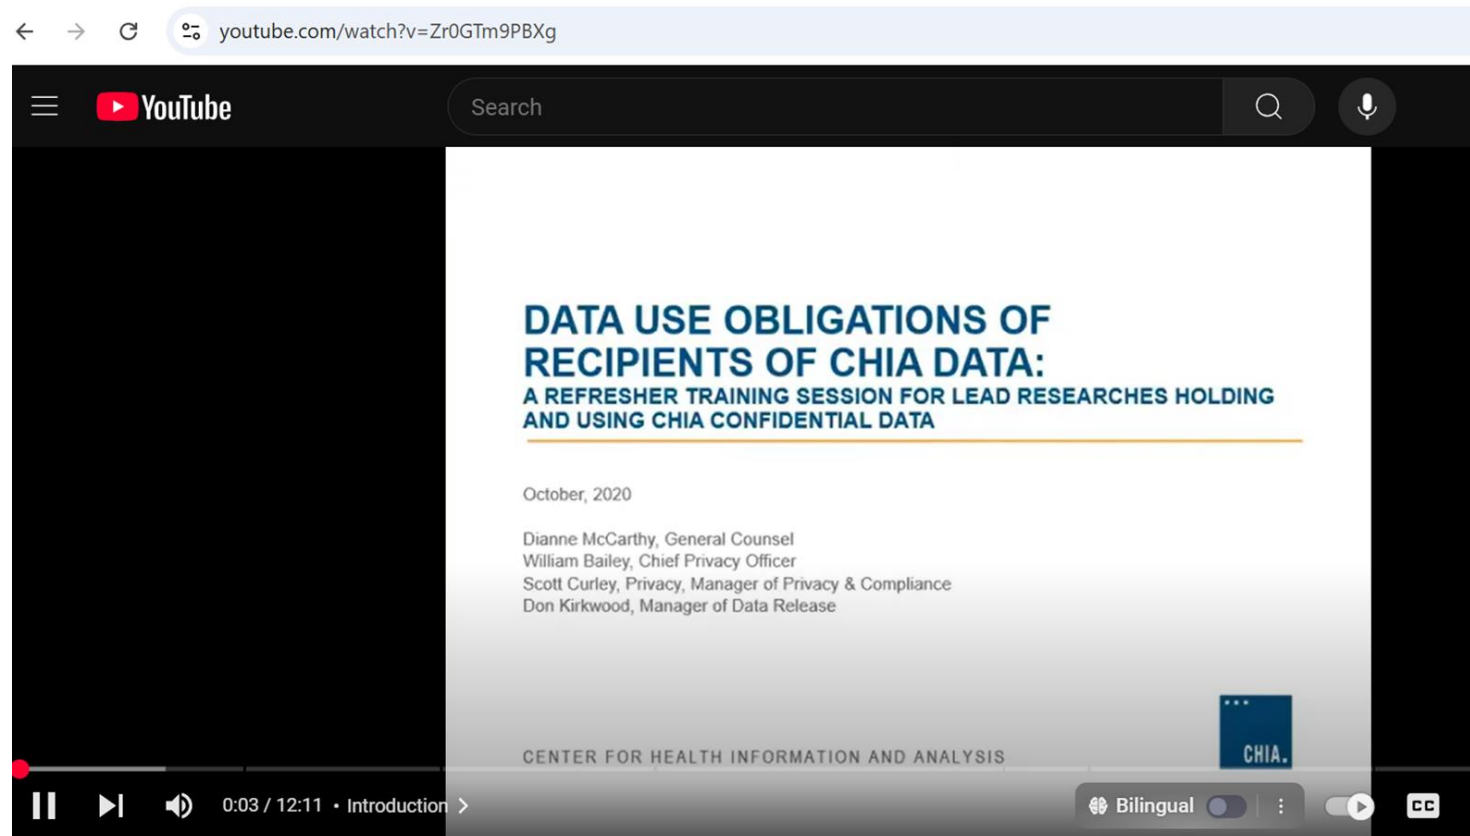 youtube.com/watch?v=Zr0GTm9PBXg
YouTube
Search
DATA USE OBLIGATIONS OF
RECIPIENTS OF CHIA DATA:
A REFRESHER TRAINING SESSION FOR LEAD RESEARCHES HOLDING
AND USING CHIA CONFIDENTIAL DATA
October, 2020
Dianne McCarthy, General Counsel
William Bailey, Chief Privacy Officer
Scott Curley, Privacy, Manager of Privacy & Compliance
Don Kirkwood, Manager of Data Release
CENTER FOR HEALTH INFORMATION AND ANALYSIS
CHIA.
0:03 / 12:11 • Introduction
Bilingual
CC